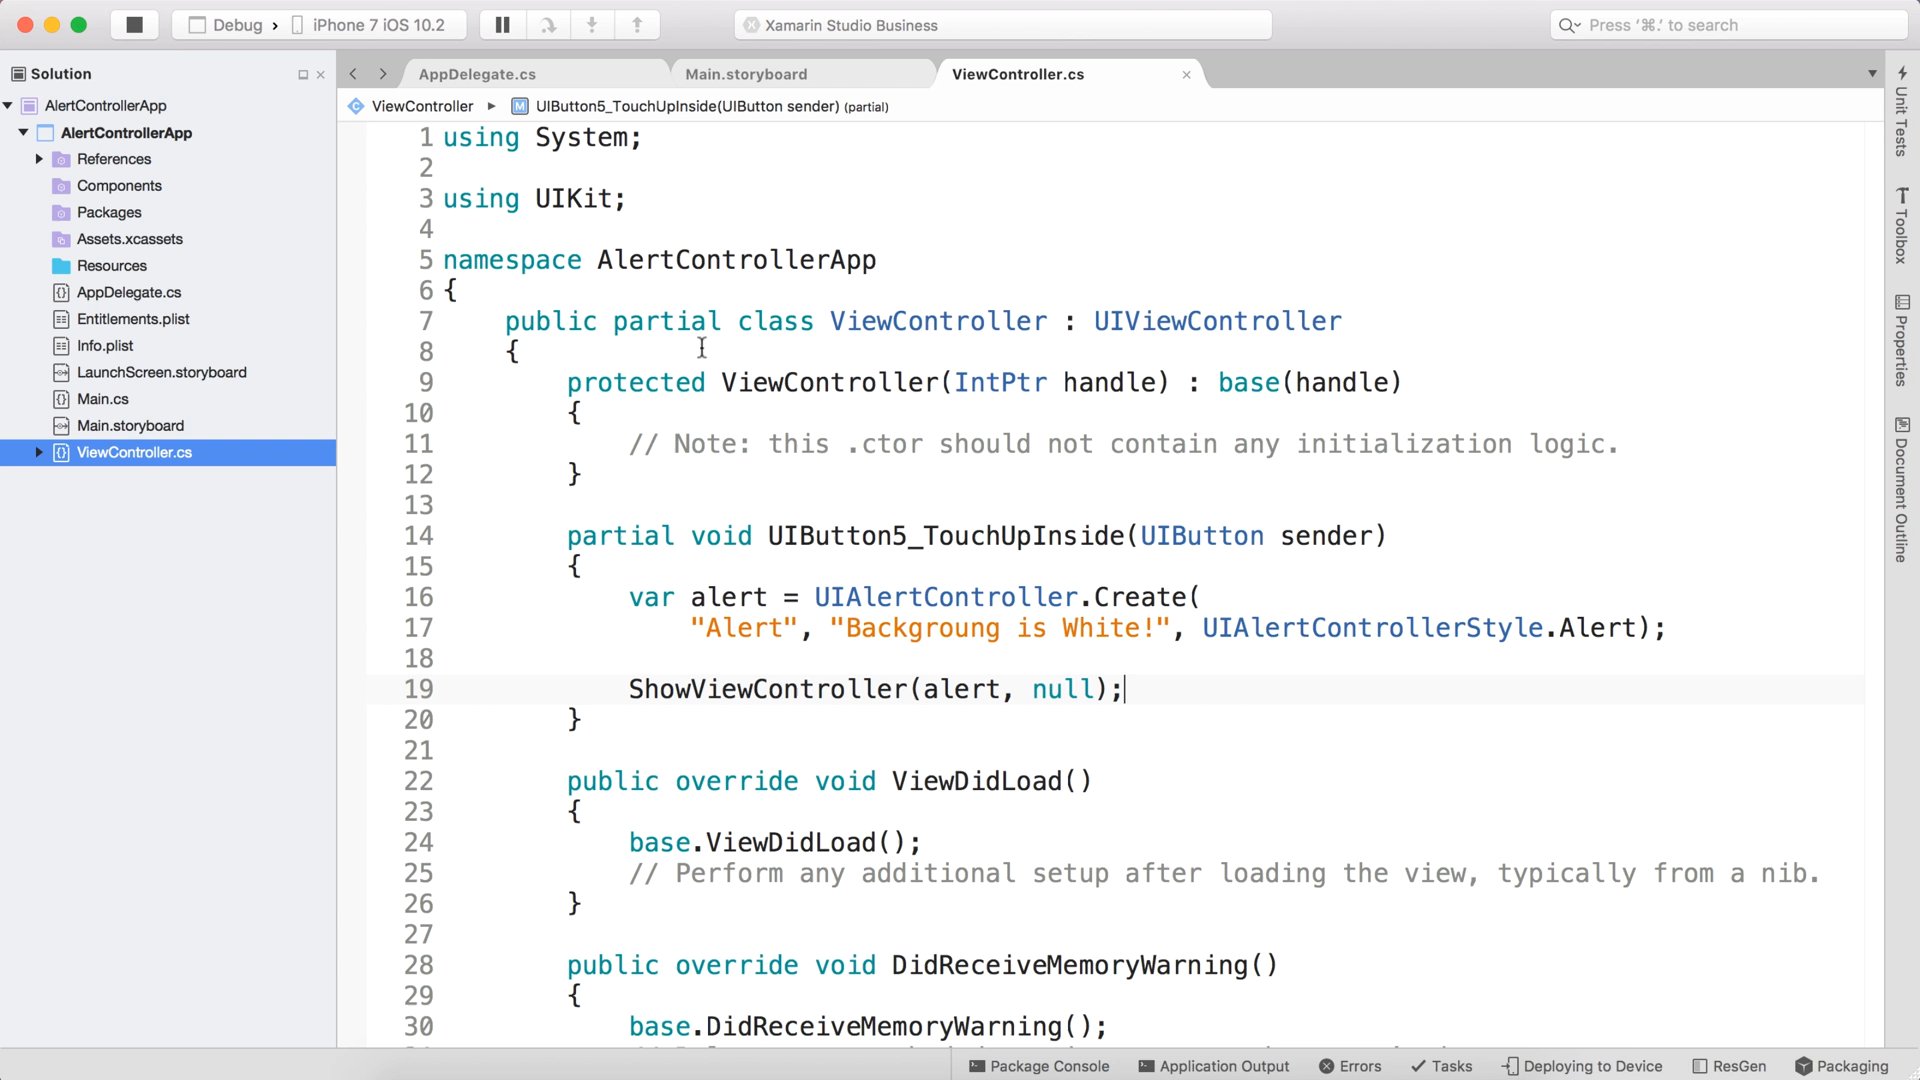 Debug › iPhone 7 iOS 10.2
Xamarin Studio Business
Press ‘⌘.’ to search
Solution
AppDelegate.cs
Main.storyboard
ViewController.cs
ViewController ▸ M UIButton5_TouchUpInside(UIButton sender) (partial)
AlertControllerApp
AlertControllerApp
References
Components
Packages
Assets.xcassets
Resources
AppDelegate.cs
Entitlements.plist
Info.plist
LaunchScreen.storyboard
Main.cs
Main.storyboard
ViewController.cs
1 using System;
2
3 using UIKit;
4
5 namespace AlertControllerApp
6 {
7 public partial class ViewController : UIViewController
8 {
9 protected ViewController(IntPtr handle) : base(handle)
10 {
11 // Note: this .ctor should not contain any initialization logic.
12 }
13
14 partial void UIButton5_TouchUpInside(UIButton sender)
15 {
16 var alert = UIAlertController.Create(
17 "Alert", "Backgroung is White!", UIAlertControllerStyle.Alert);
18
19 ShowViewController(alert, null);
20 }
21
22 public override void ViewDidLoad()
23 {
24 base.ViewDidLoad();
25 // Perform any additional setup after loading the view, typically from a nib.
26 }
27
28 public override void DidReceiveMemoryWarning()
29 {
30 base.DidReceiveMemoryWarning();
Unit Tests
Toolbox
Properties
Document Outline
Package Console
Application Output
Errors
Tasks
Deploying to Device
ResGen
Packaging